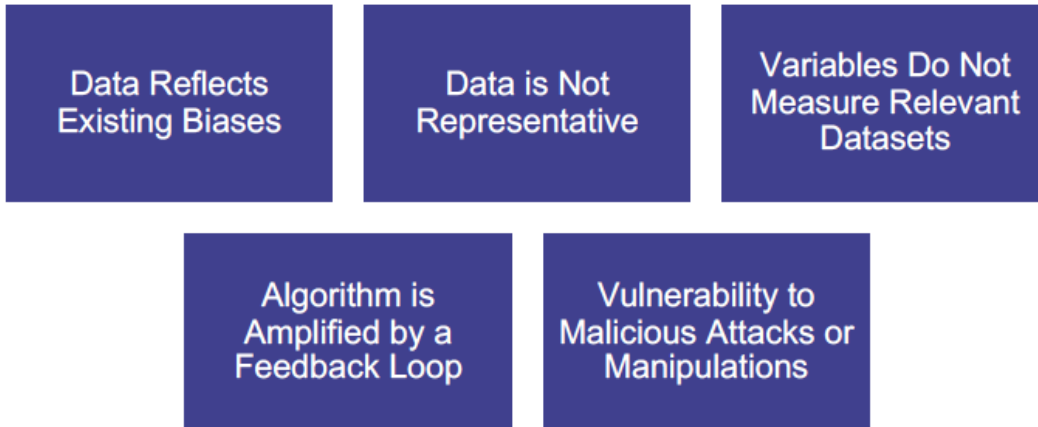 Data Reflects
Existing Biases
Data is Not
Representative
Variables Do Not
Measure Relevant
Datasets
Algorithm is
Amplified by a
Feedback Loop
Vulnerability to
Malicious Attacks or
Manipulations